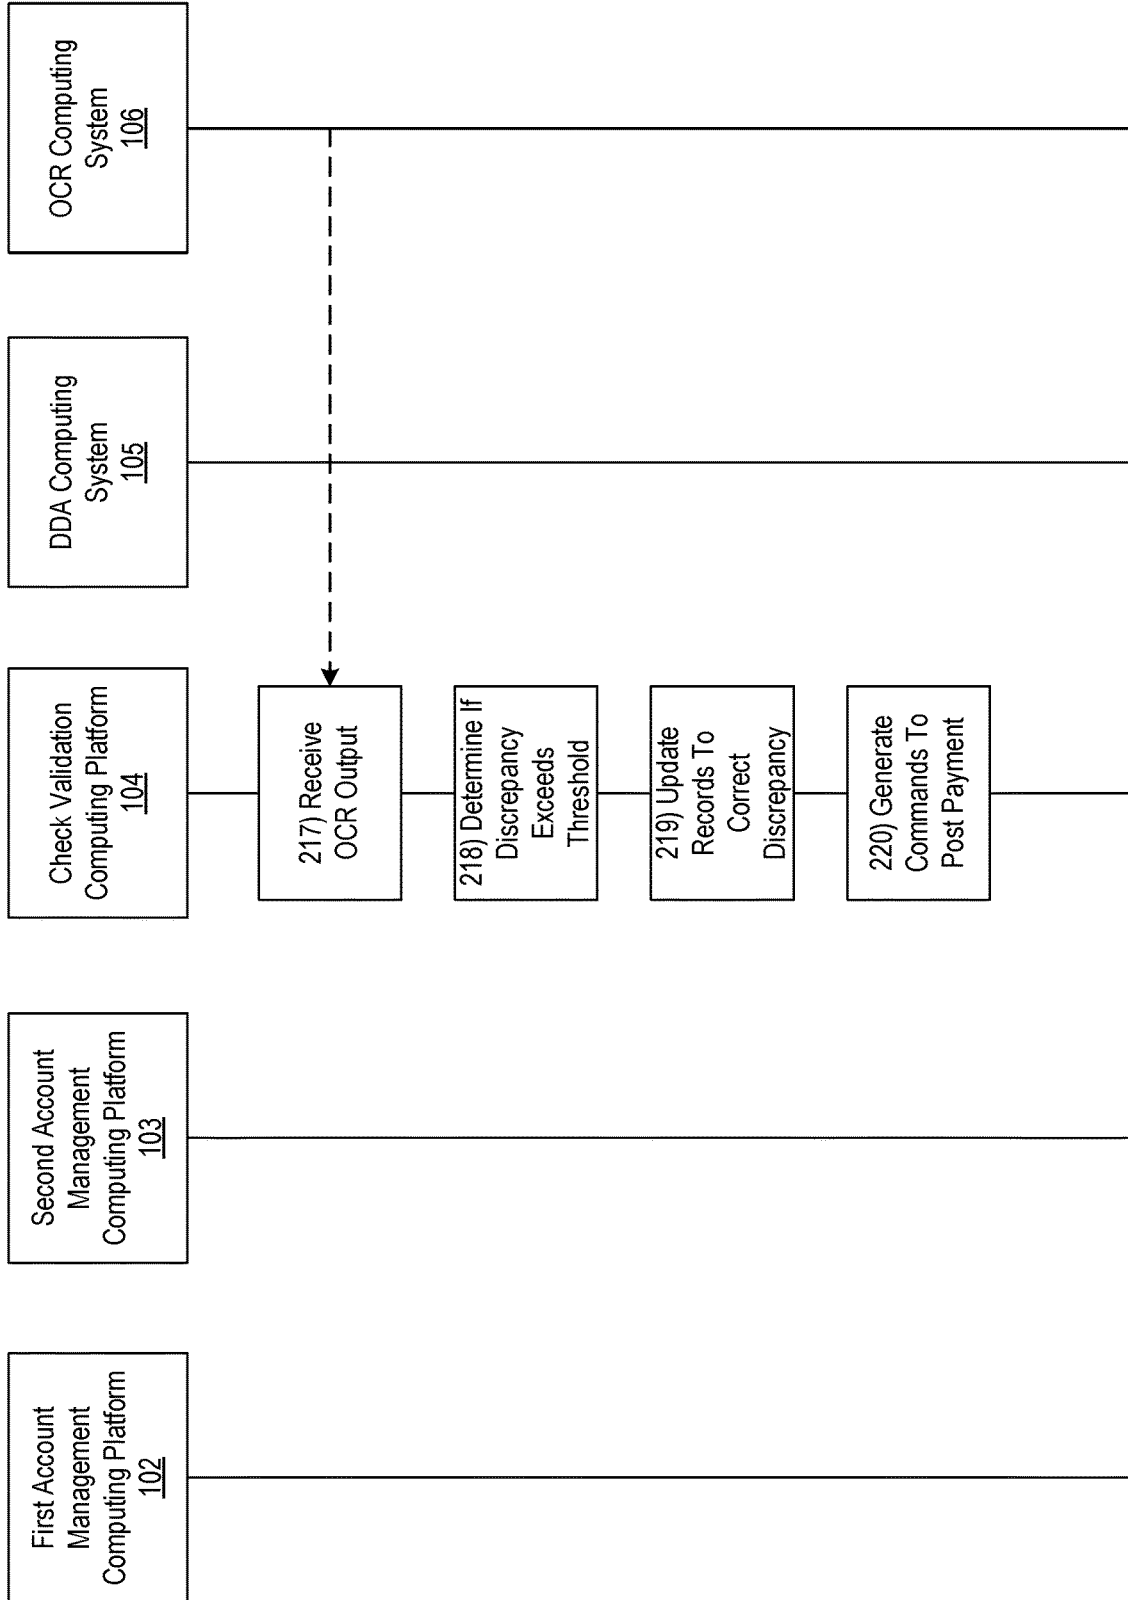 First Account
Management
Computing Platform
102
Second Account
Management
Computing Platform
103
Check Validation
Computing Platform
104
DDA Computing
System
105
OCR Computing
System
106
217) Receive
OCR Output
218) Determine If
Discrepancy
Exceeds
Threshold
219) Update
Records To
Correct
Discrepancy
220) Generate
Commands To
Post Payment